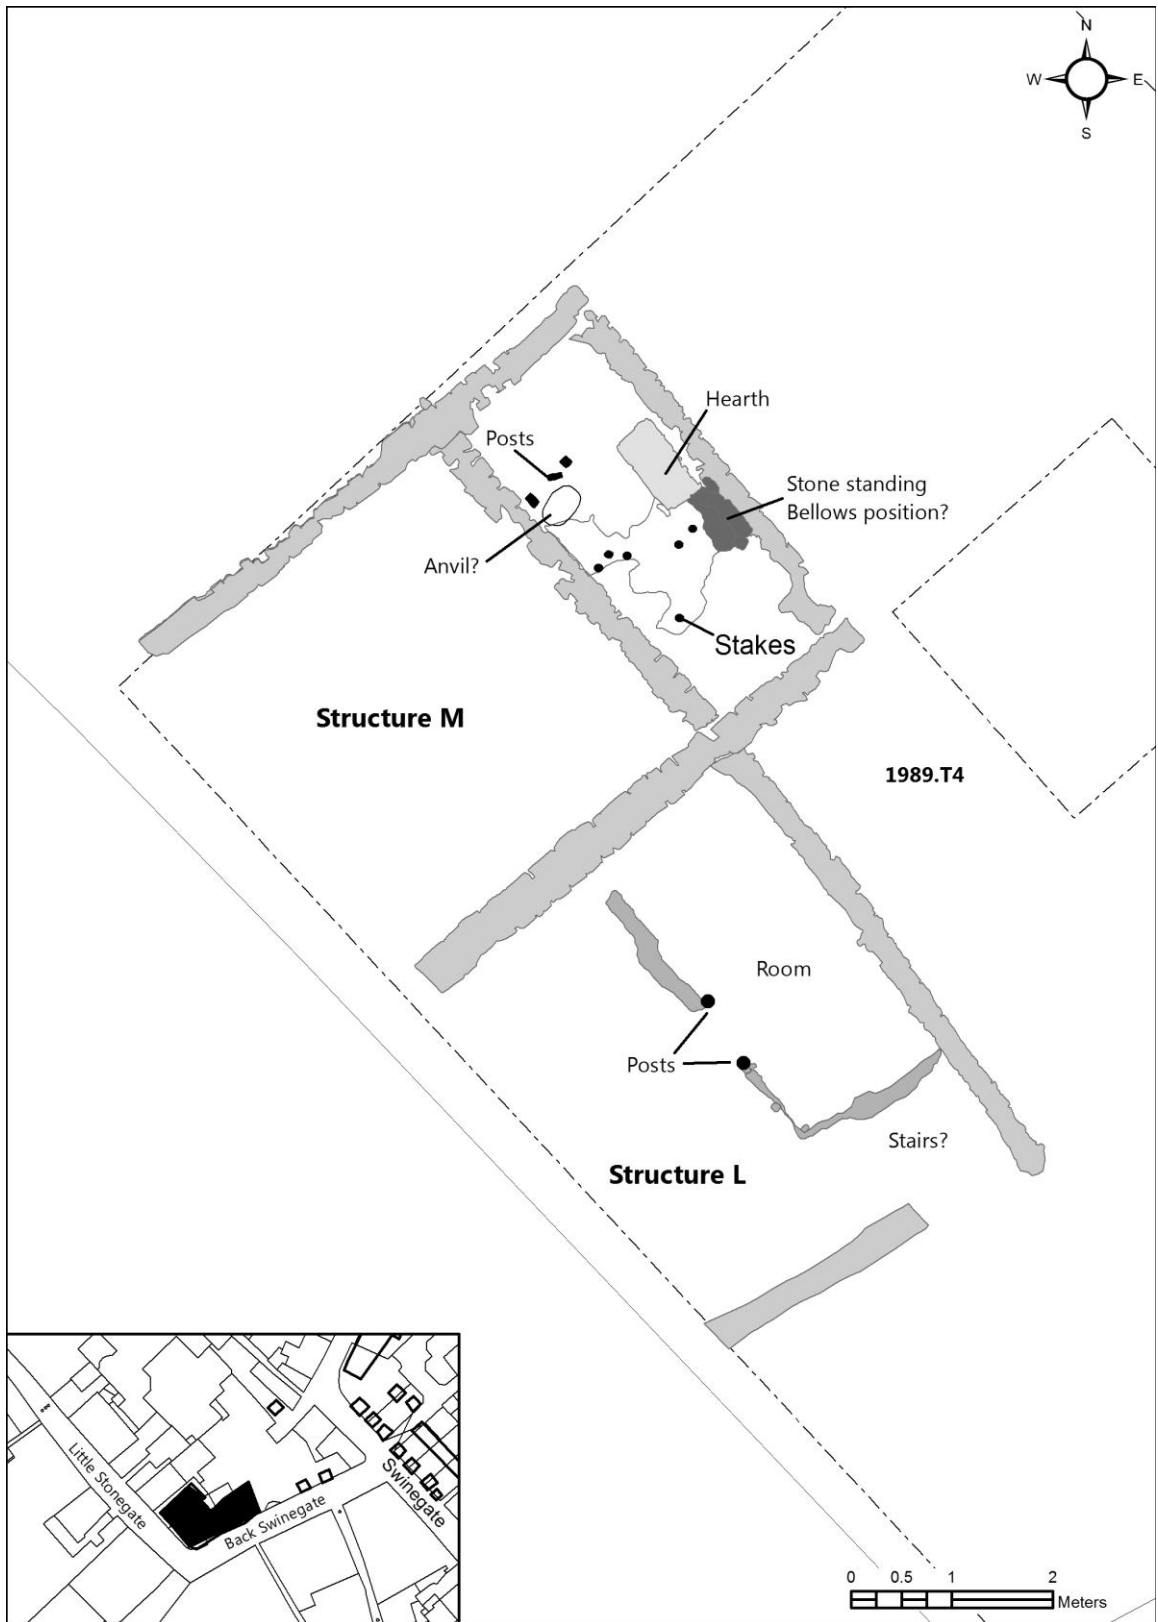 N
W
E
S
Hearth
Posts
Stone standing
Bellows position?
Anvil?
Stakes
Structure M
1989.T4
Room
Posts
Stairs?
Structure L
Little Stonegate
Back Swinegate
Swinegate
0 0.5 1 2
Meters